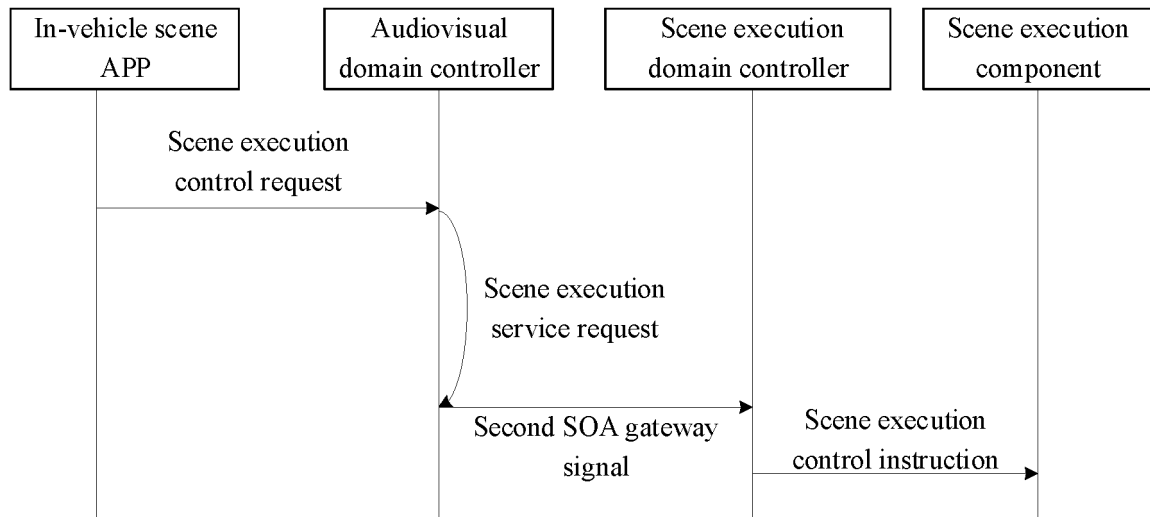 In-vehicle scene
APP
Audiovisual
domain controller
Scene execution
domain controller
Scene execution
component
Scene execution
control request
Scene execution
service request
Second SOA gateway
signal
Scene execution
control instruction